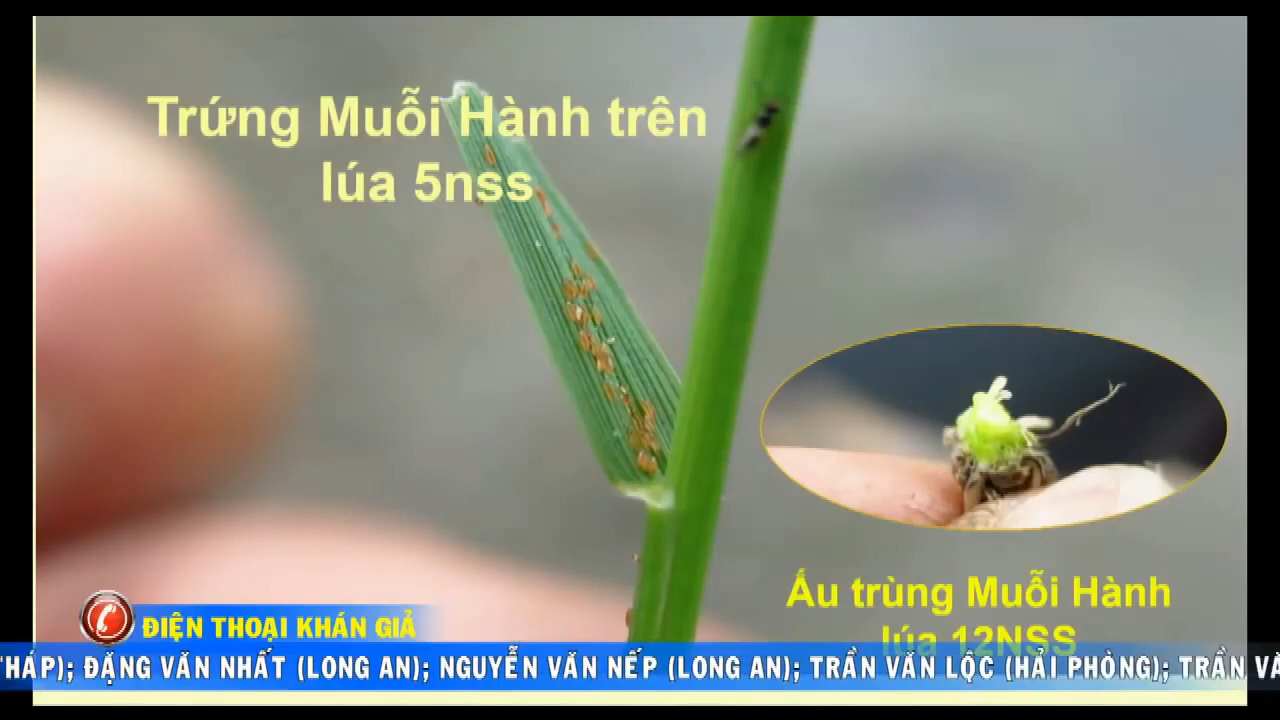 Trứng Muỗi Hành trên
lúa 5nss
Ấu trùng Muỗi Hành
lúa 12NSS
ĐIỆN THOẠI KHÁN GIẢ
THÁP); ĐẶNG VĂN NHẤT (LONG AN); NGUYỄN VĂN NẾP (LONG AN); TRẦN VĂN LỘC (HẢI PHÒNG); TRẦN